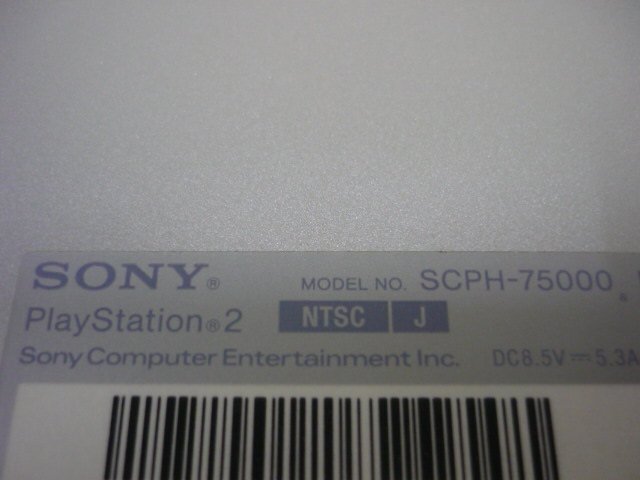 SONY® MODEL NO. SCPH-75000
PlayStation®2 NTSC J
Sony Computer Entertainment Inc. DC8.5V⎓5.3A